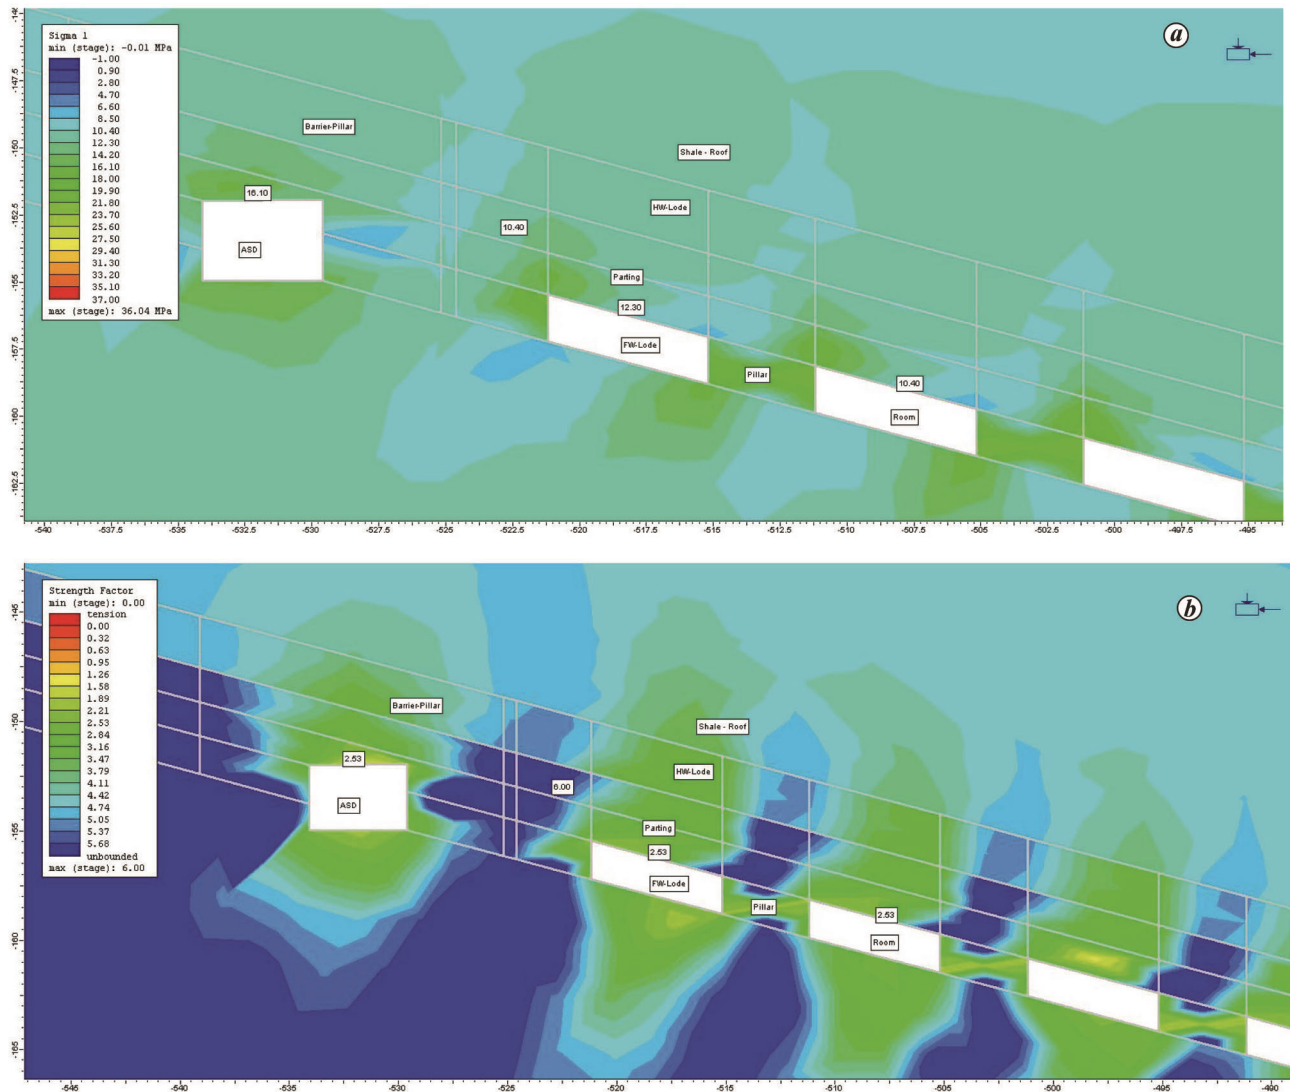 -145
-147.5
-150
-152.5
-155
-157.5
-160
-162.5
Sigma 1
min (stage): -0.01 MPa
-1.00
0.90
2.80
4.70
6.60
8.50
10.40
12.30
14.20
16.10
18.00
19.90
21.80
23.70
25.60
27.50
29.40
31.30
33.20
35.10
37.00
max (stage): 36.04 MPa
a
Barrier-Pillar
Shale - Roof
16.10
HW-Lode
10.40
ASD
Parting
12.30
FW-Lode
Pillar
10.40
Room
-540 -537.5 -535 -532.5 -530 -527.5 -525 -522.5 -520 -517.5 -515 -512.5 -510 -507.5 -505 -502.5 -500 -497.5 -495
-145
-150
-155
-160
-165
Strength Factor
min (stage): 0.00
tension
0.00
0.32
0.63
0.95
1.26
1.58
1.89
2.21
2.53
2.84
3.16
3.47
3.79
4.11
4.42
4.74
5.05
5.37
5.68
unbounded
max (stage): 6.00
b
Barrier-Pillar
Shale - Roof
2.53
HW-Lode
6.00
ASD
Parting
2.53
FW-Lode
Pillar
2.53
Room
-545 -540 -535 -530 -525 -520 -515 -510 -505 -500 -495 -490